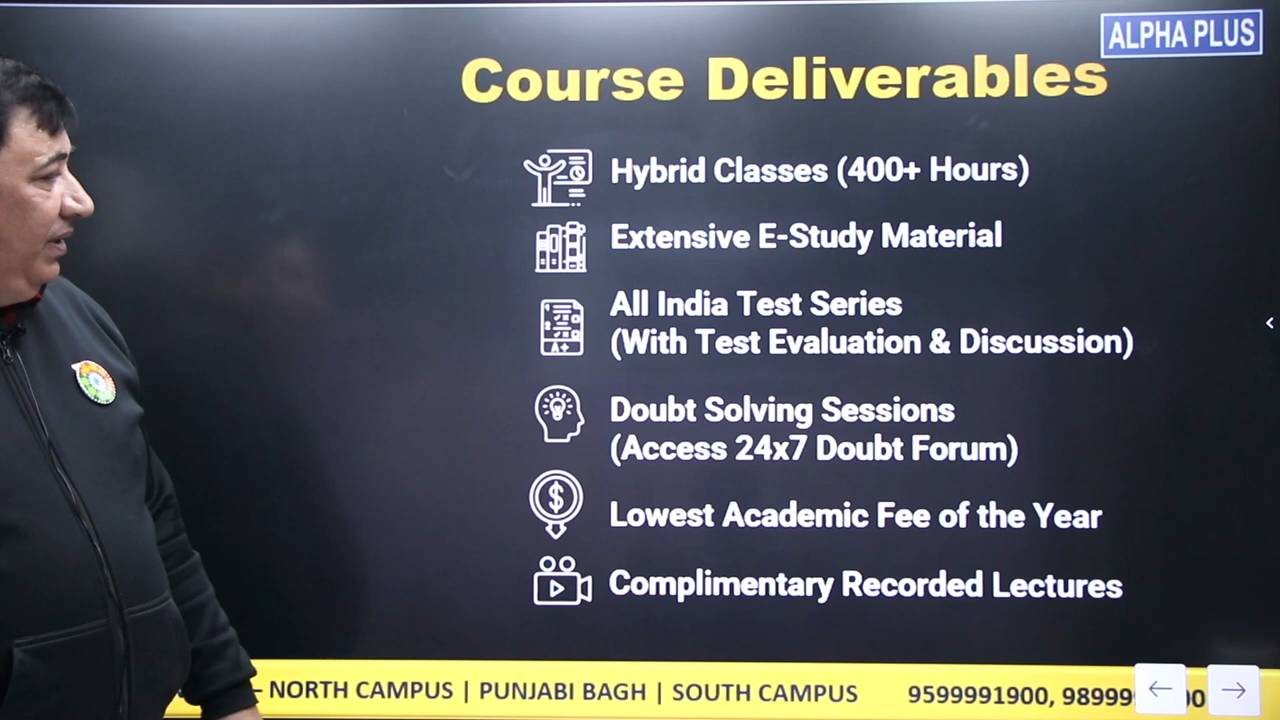 ALPHA PLUS
Course Deliverables
Hybrid Classes (400+ Hours)
Extensive E-Study Material
All India Test Series
(With Test Evaluation & Discussion)
A+
Doubt Solving Sessions
(Access 24x7 Doubt Forum)
$
Lowest Academic Fee of the Year
Complimentary Recorded Lectures
– NORTH CAMPUS | PUNJABI BAGH | SOUTH CAMPUS 9599991900,